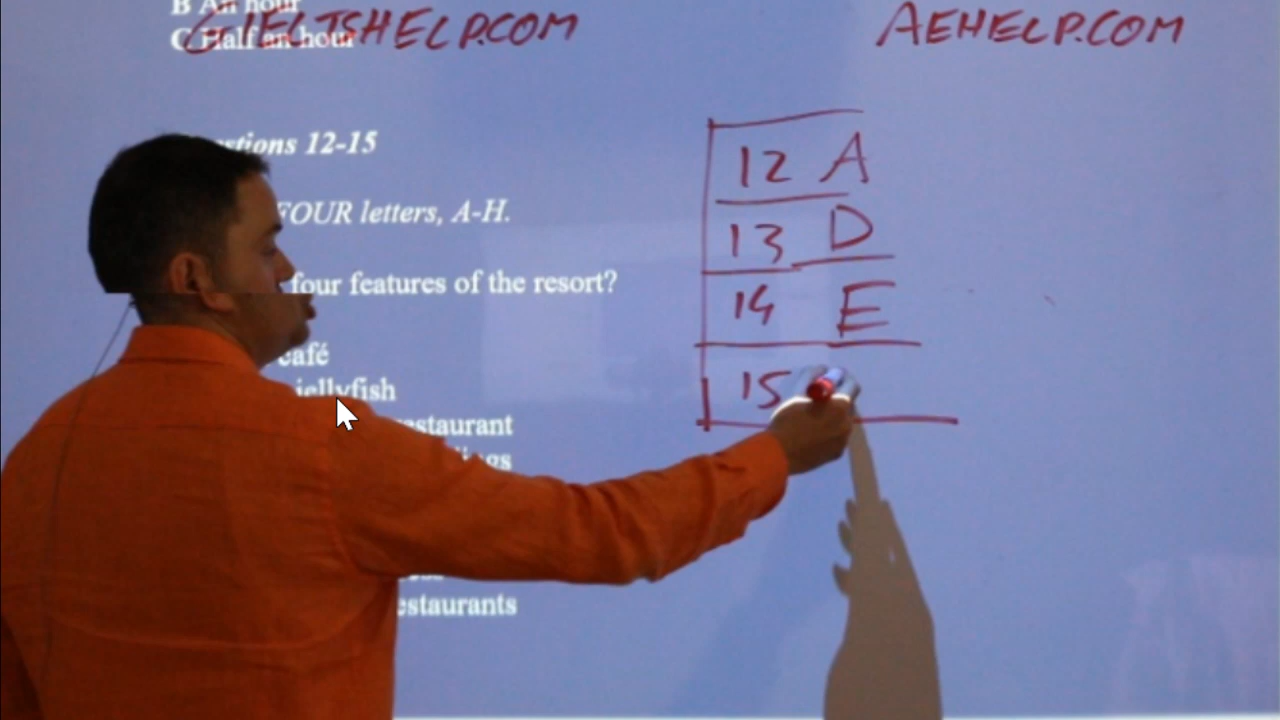 B An hour
C Half an hour
GIELTSHELP.COM
AEHELP.COM
Questions 12-15
FOUR letters, A-H.
four features of the resort?
café
jellyfish
restaurant
restaurants
12 A
13 D
14 E
15